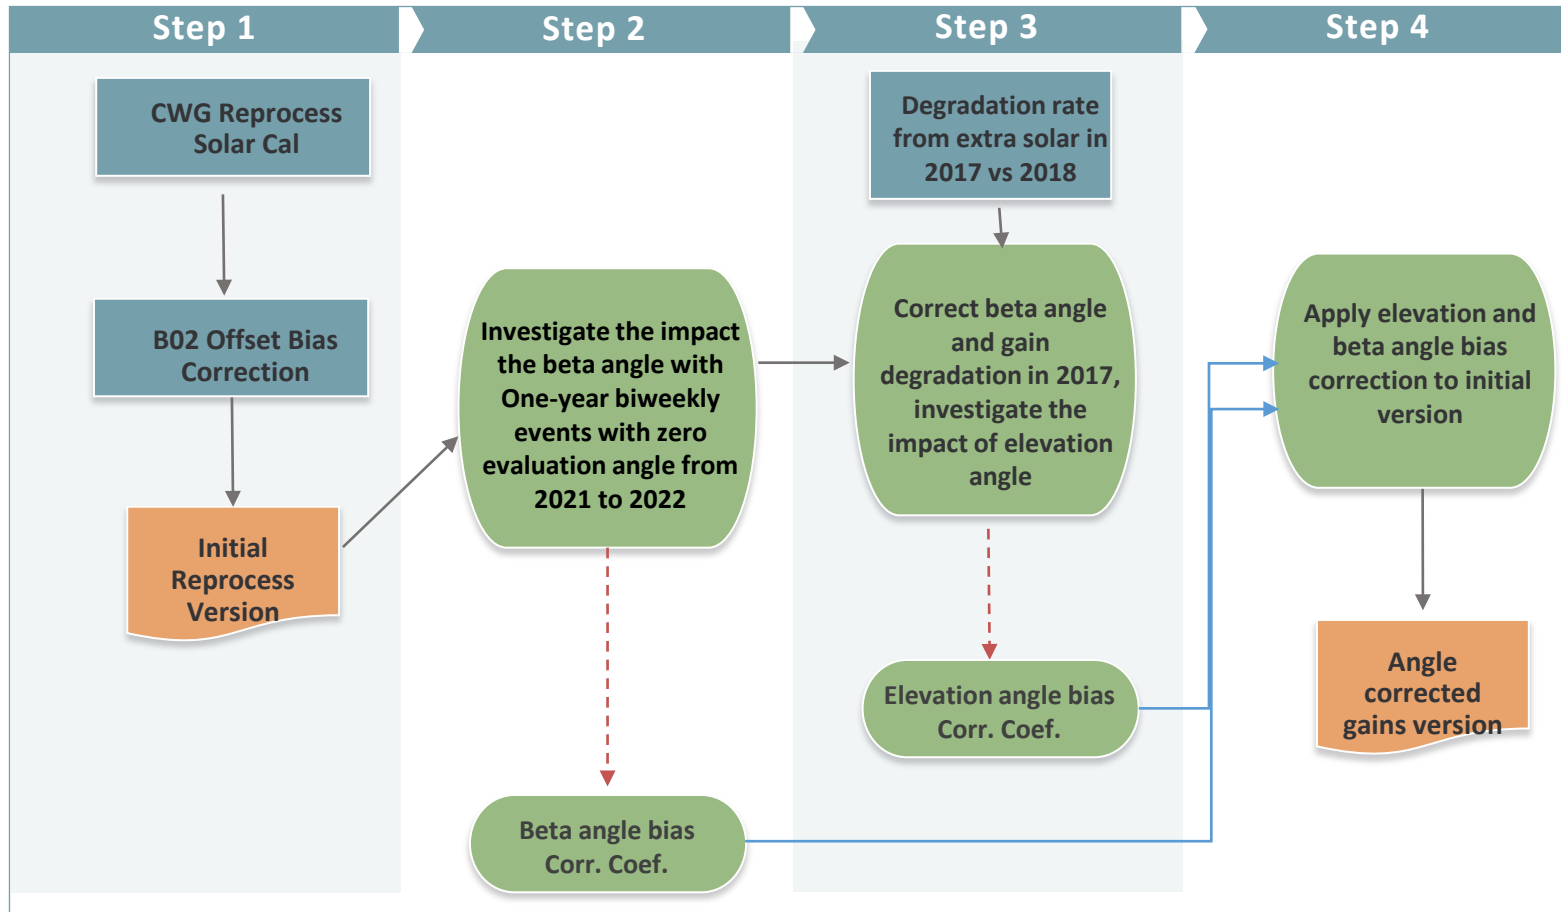 Step 1
Step 2
Step 3
Step 4
CWG Reprocess
Solar Cal
B02 Offset Bias
Correction
Initial
Reprocess
Version
Investigate the impact
the beta angle with
One-year biweekly
events with zero
evaluation angle from
2021 to 2022
Beta angle bias
Corr. Coef.
Degradation rate
from extra solar in
2017 vs 2018
Correct beta angle
and gain
degradation in 2017,
investigate the
impact of elevation
angle
Elevation angle bias
Corr. Coef.
Apply elevation and
beta angle bias
correction to initial
version
Angle
corrected
gains version